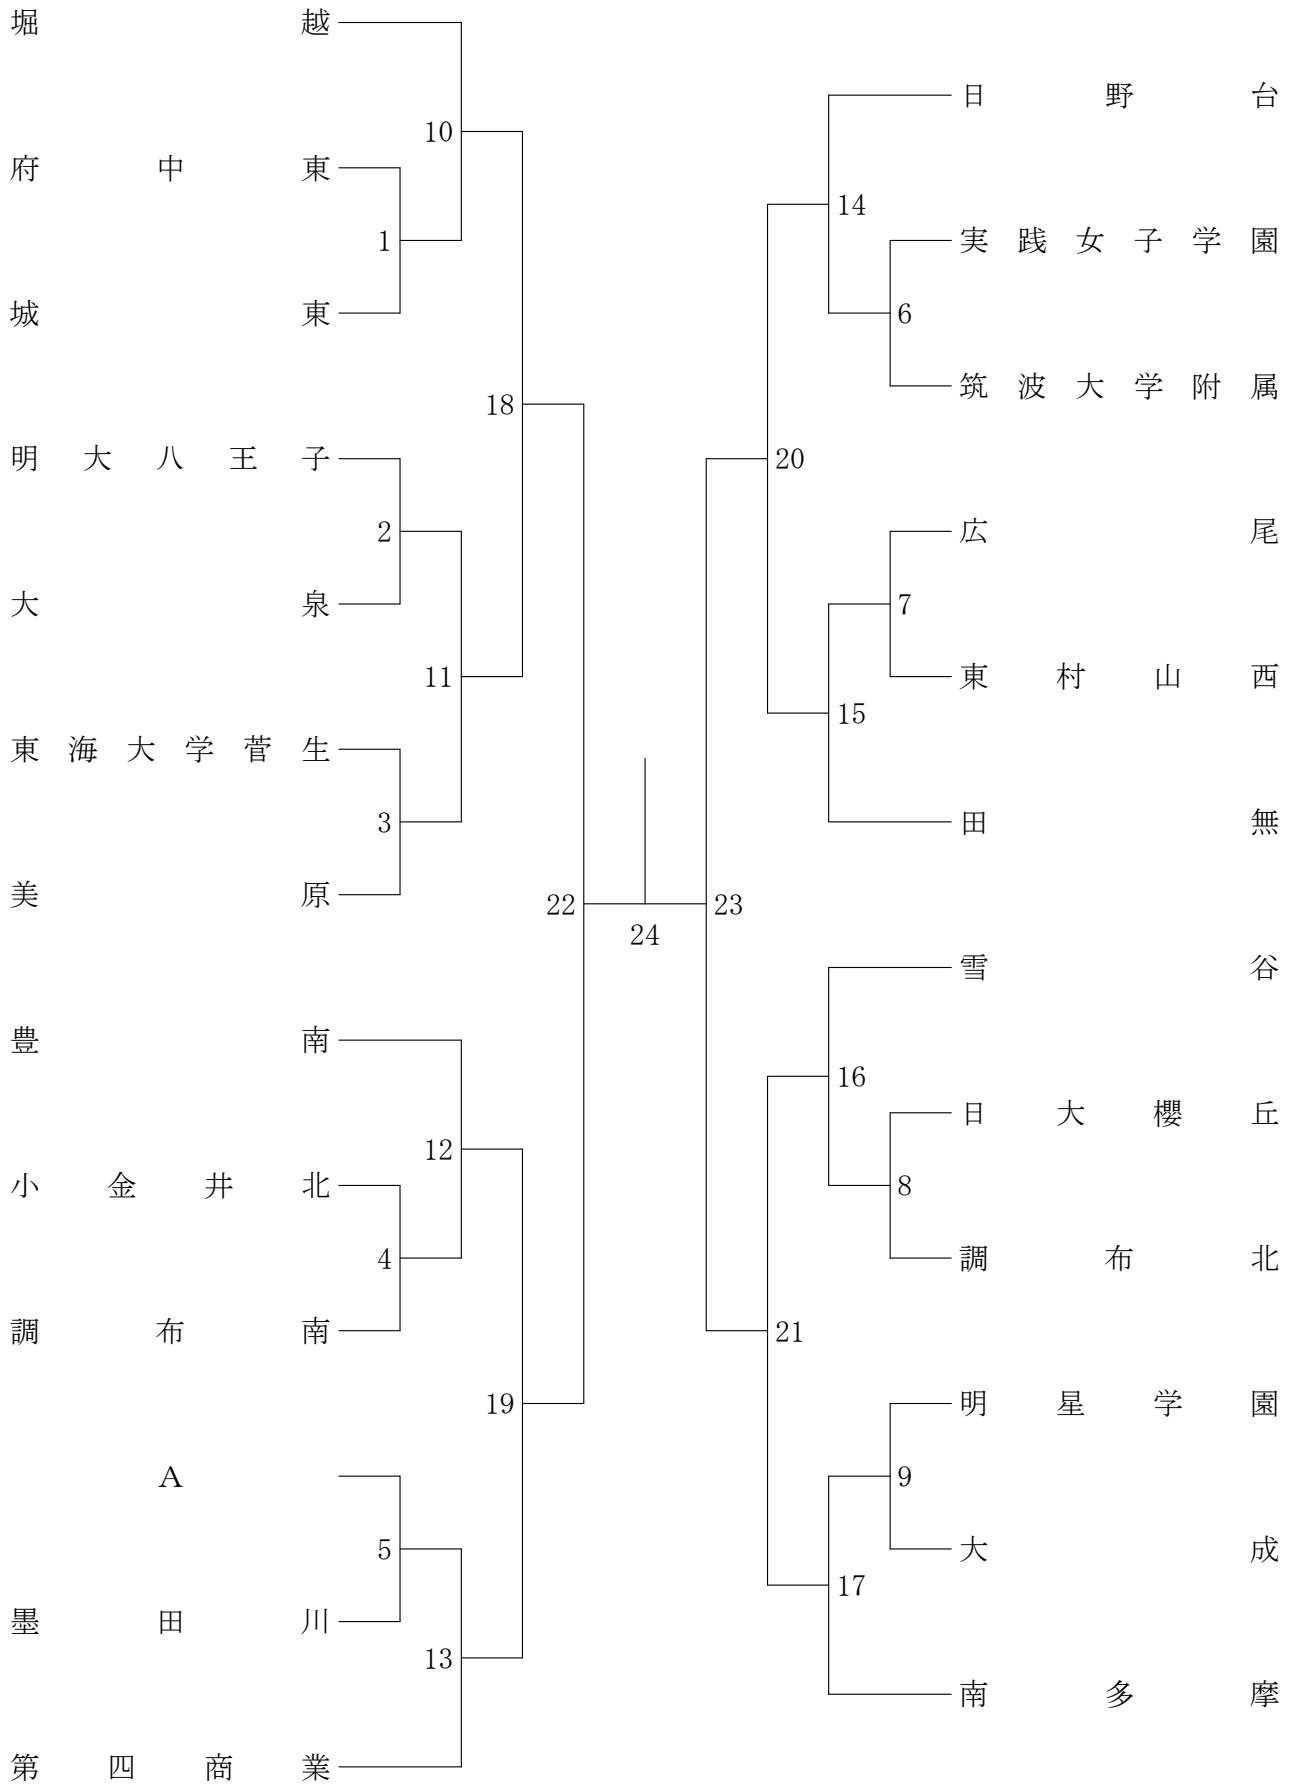 堀越
府中東
城東
明大八王子
大泉
東海大学菅生
美原
豊南
小金井北
調布南
A
墨田川
第四商業
10
1
18
2
11
3
22
12
4
19
5
13
24
23
14
6
20
7
15
16
8
21
9
17
日野台
実践女子学園
筑波大学附属
広尾
東村山西
田無
雪谷
日大櫻丘
調布北
明星学園
大成
南多摩